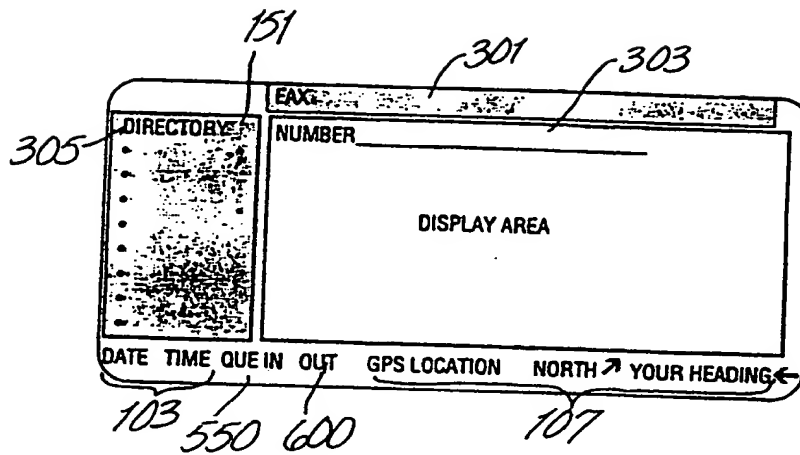 151
301
303
FAX:
305
DIRECTORY
NUMBER
DISPLAY AREA
DATE TIME QUE IN OUT GPS LOCATION NORTH ↗ YOUR HEADING ←
103
550
600
107